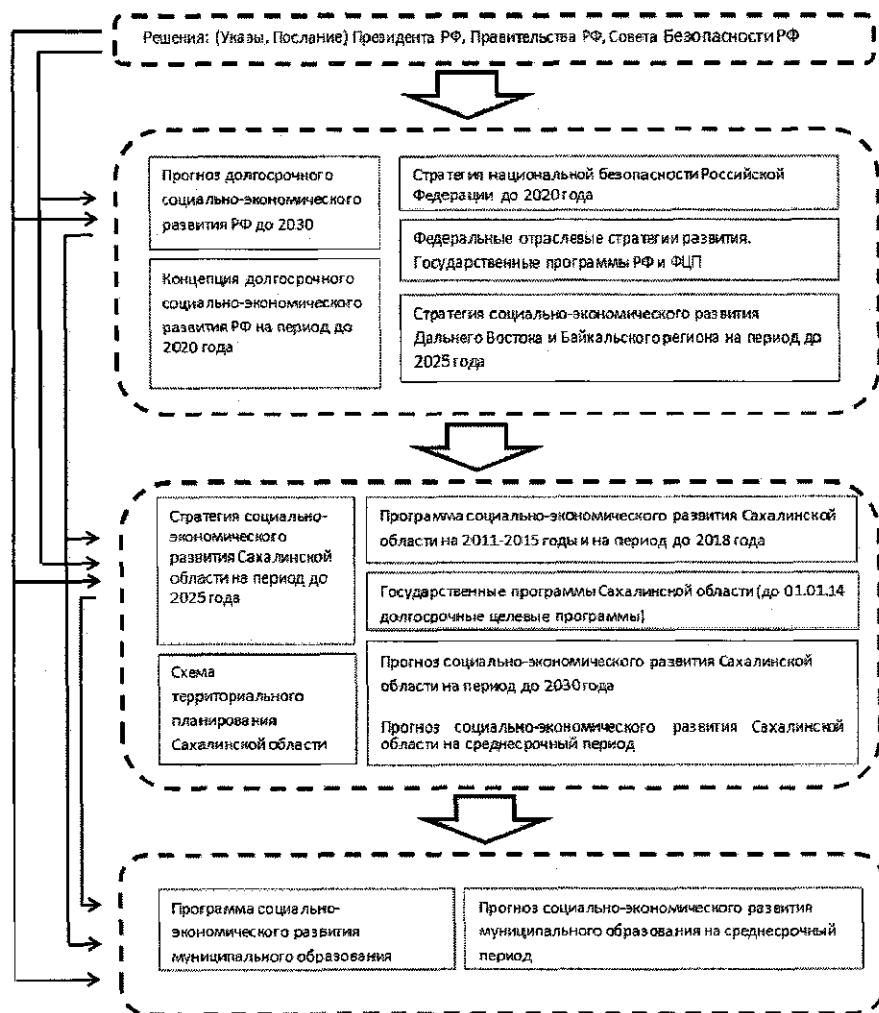 Решения: (Указы, Послание) Президента РФ, Правительства РФ, Совета Безопасности РФ
Прогноз долгосрочного
социально-экономического
развития РФ до 2030
Концепция долгосрочного
социально-экономического
развития РФ на период до
2020 года
Стратегия национальной безопасности Российской
Федерации до 2020 года
Федеральные отраслевые стратегии развития.
Государственные программы РФ и ФЦП
Стратегия социально-экономического развития
Дальнего Востока и Байкальского региона на период до
2025 года
Стратегия социально-
экономического
развития Сахалинской
области на период до
2025 года
Схема
территориального
планирования
Сахалинской области
Программа социально-экономического развития Сахалинской
области на 2011-2015 годы и на период до 2018 года
Государственные программы Сахалинской области (до 01.01.14
долгосрочные целевые программы)
Прогноз социально-экономического развития Сахалинской
области на период до 2030 года
Прогноз социально-экономического развития Сахалинской
области на среднесрочный период
Программа социально-
экономического развития
муниципального образования
Прогноз социально-экономического развития
муниципального образования на среднесрочный
период